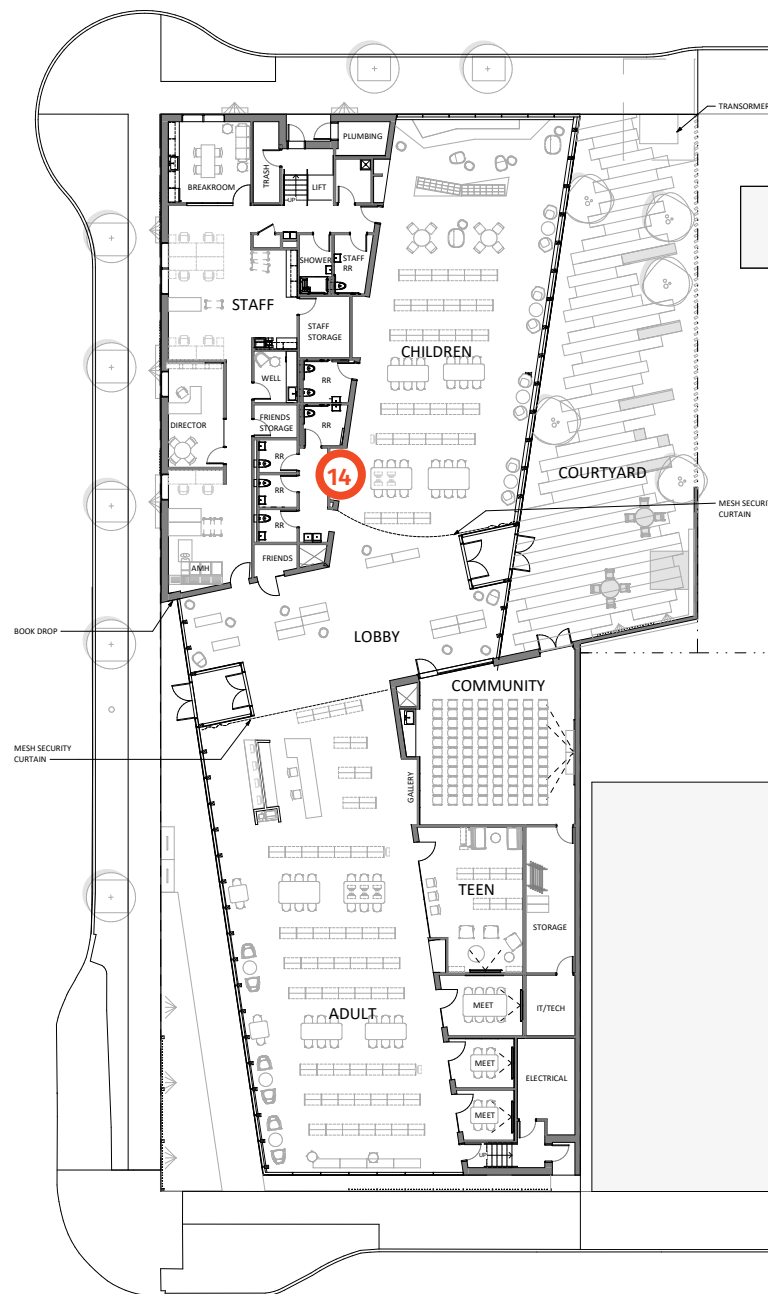 TRANSORMER
PLUMBING
BREAKROOM
TRASH
LIFT
UP
SHOWER
STAFF
RR
STAFF
STAFF
STORAGE
CHILDREN
WELL
RR
DIRECTOR
FRIENDS
STORAGE
RR
RR
14
COURTYARD
RR
MESH SECURIT
CURTAIN
RR
FRIENDS
AMH
BOOK DROP
LOBBY
COMMUNITY
MESH SECURITY
CURTAIN
GALLERY
TEEN
STORAGE
ADULT
MEET
IT/TECH
MEET
ELECTRICAL
MEET
UP